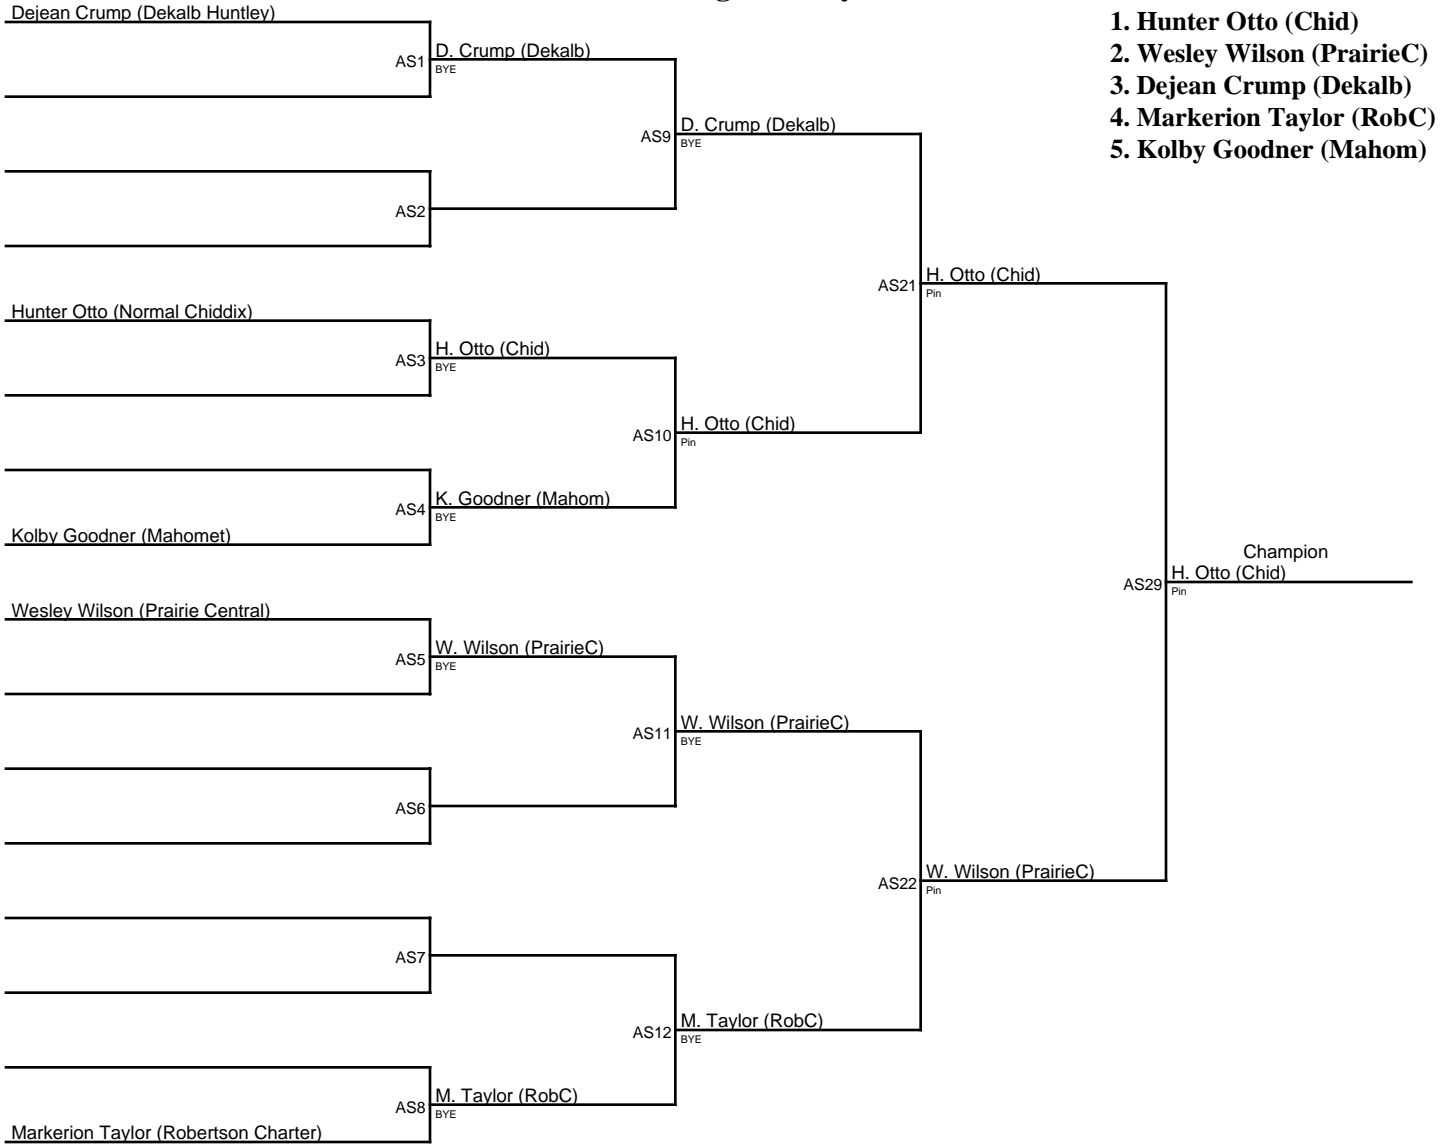 Dejean Crump (Dekalb Huntley)
AS1
D. Crump (Dekalb)
BYE
AS9
D. Crump (Dekalb)
BYE
AS2
Hunter Otto (Normal Chiddix)
AS3
H. Otto (Chid)
BYE
AS10
H. Otto (Chid)
Pin
AS4
K. Goodner (Mahom)
BYE
Kolby Goodner (Mahomet)
AS21
H. Otto (Chid)
Pin
Wesley Wilson (Prairie Central)
AS5
W. Wilson (PrairieC)
BYE
AS11
W. Wilson (PrairieC)
BYE
AS6
AS22
W. Wilson (PrairieC)
Pin
AS7
AS12
M. Taylor (RobC)
BYE
AS8
M. Taylor (RobC)
BYE
Markerion Taylor (Robertson Charter)
Champion
AS29
H. Otto (Chid)
Pin
1. Hunter Otto (Chid)
2. Wesley Wilson (PrairieC)
3. Dejean Crump (Dekalb)
4. Markerion Taylor (RobC)
5. Kolby Goodner (Mahom)